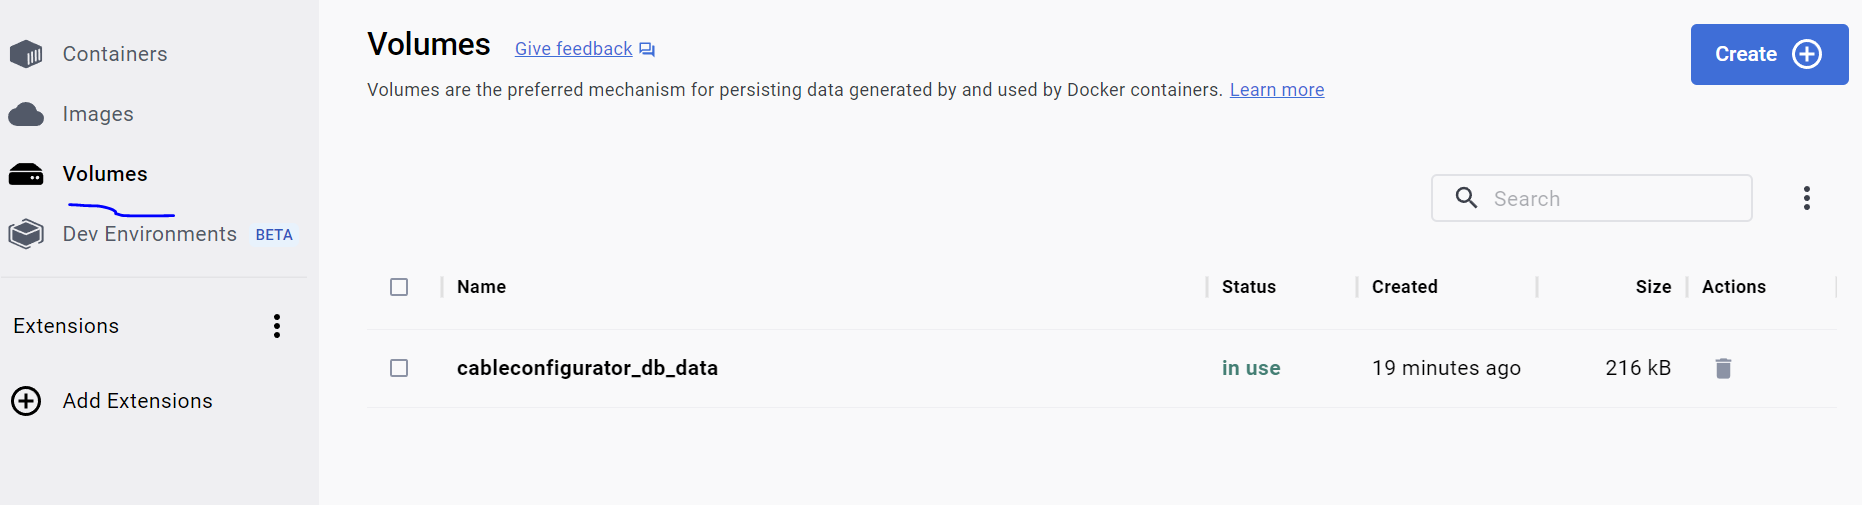 Containers
Images
Volumes
Dev Environments BETA
Extensions
Add Extensions
Volumes Give feedback
Volumes are the preferred mechanism for persisting data generated by and used by Docker containers. Learn more
Create
Search
Name Status Created Size Actions
cableconfigurator_db_data in use 19 minutes ago 216 kB